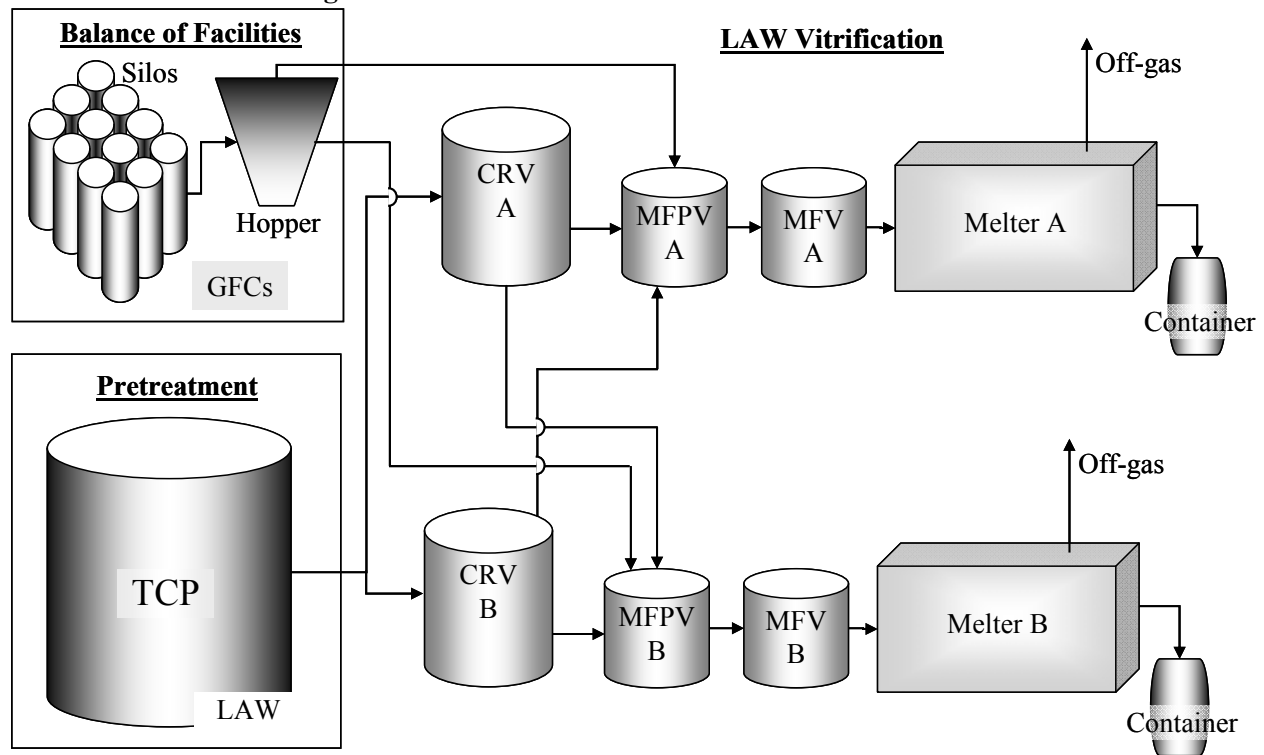 Balance of Facilities
Silos
Hopper
GFCs
LAW Vitrification
Off-gas
CRV
A
MFPV
A
MFV
A
Melter A
Container
Pretreatment
TCP
LAW
Off-gas
CRV
B
MFPV
B
MFV
B
Melter B
Container